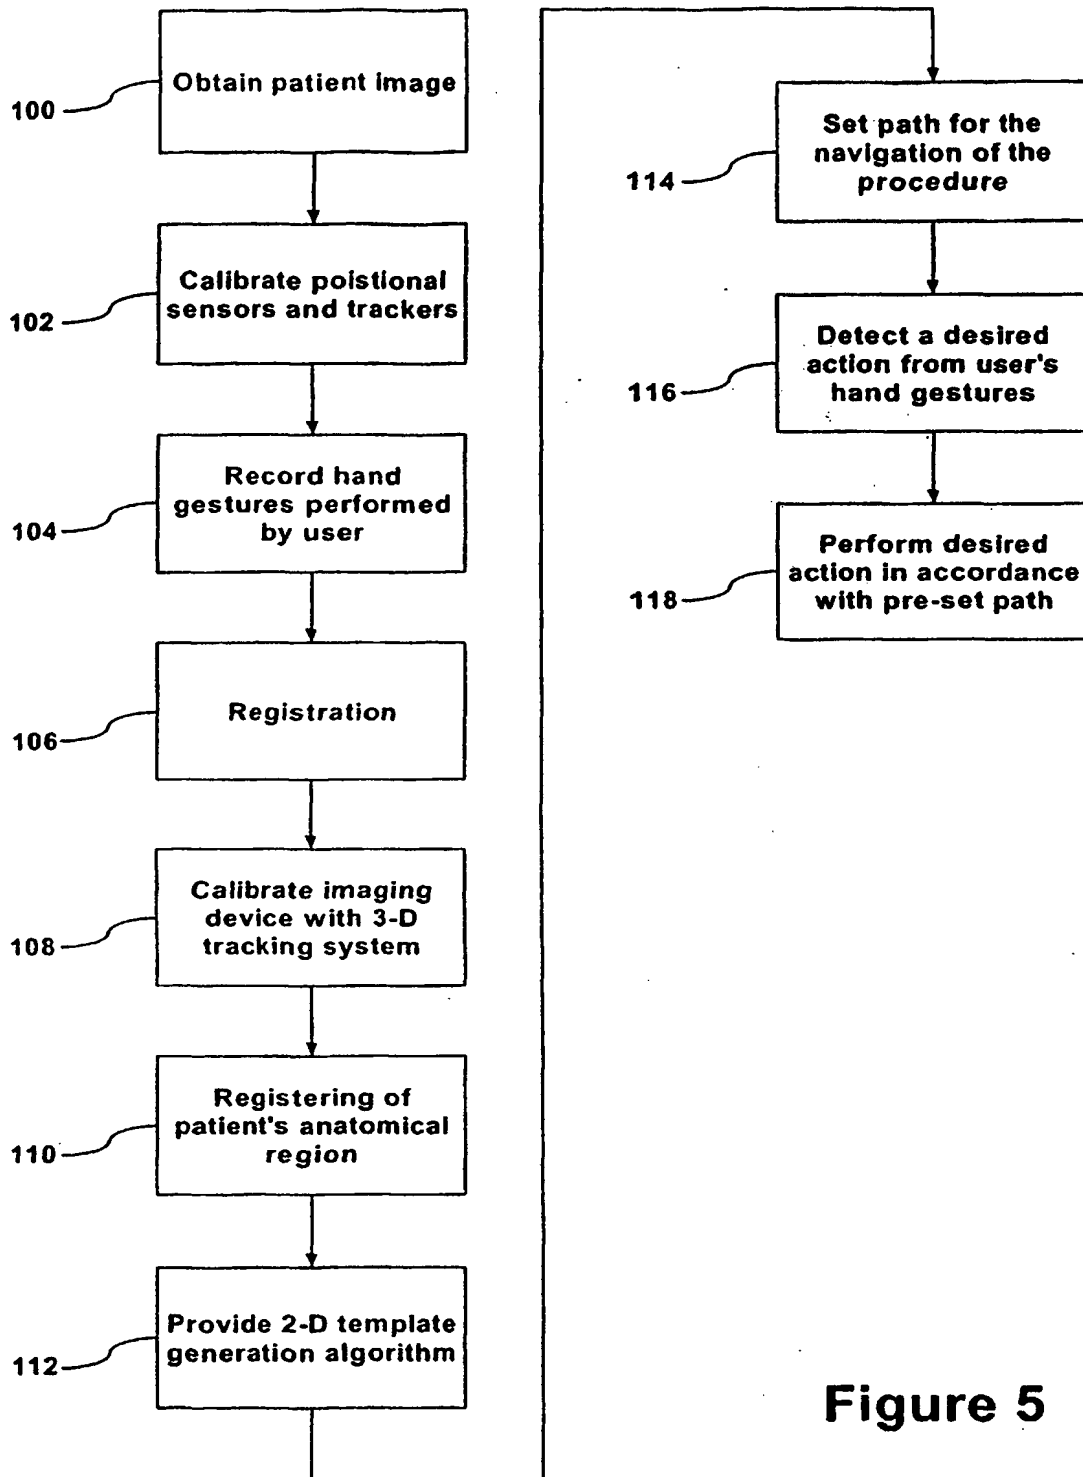 Obtain patient image
100
Calibrate poistional
sensors and trackers
102
Record hand
gestures performed
by user
104
Registration
106
Calibrate imaging
device with 3-D
tracking system
108
Registering of
patient's anatomical
region
110
Provide 2-D template
generation algorithm
112
Set path for the
navigation of the
procedure
114
Detect a desired
action from user's
hand gestures
116
Perform desired
action in accordance
with pre-set path
118
Figure 5